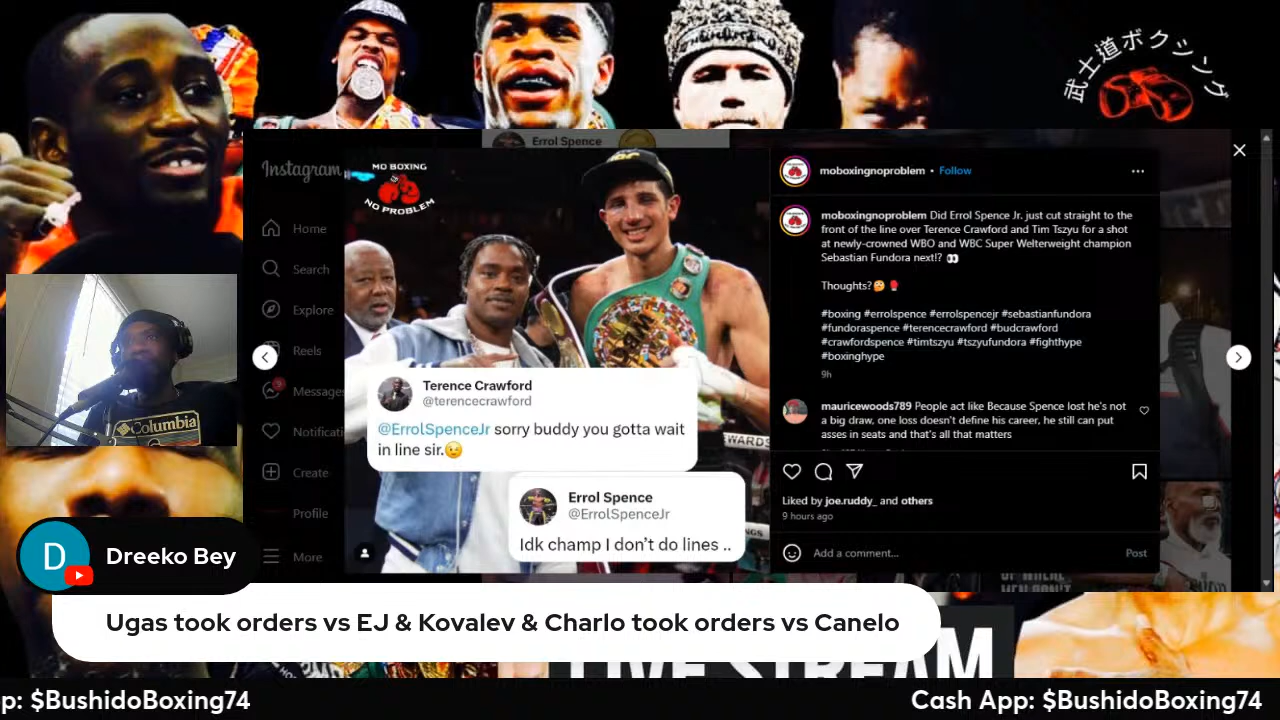 武士道ボクシング
Errol Spence
Instagram
Home
Search
Explore
Reels
9
Messages
Create
Profile
More
MO BOXING
NO PROBLEM
Terence Crawford
@terencecrawford
@ErrolSpenceJr sorry buddy you gotta wait
in line sir.😉
Errol Spence
@ErrolSpenceJr
Idk champ I don't do lines ..
moboxingnoproblem • Follow
moboxingnoproblem Did Errol Spence Jr. just cut straight to the
front of the line over Terence Crawford and Tim Tszyu for a shot
at newly-crowned WBO and WBC Super Welterweight champion
Sebastian Fundora next!? 👀
Thoughts?🤔🥊
#boxing #errolspence #errolspencejr #sebastianfundora
#fundoraspence #terencecrawford #budcrawford
#crawfordspence #timtszyu #tszyufundora #fighthype
#boxinghype
9h
mauricewoods789 People act like Because Spence lost he's not
a big draw, one loss doesn't define his career, he still can put
asses in seats and that's all that matters
Liked by joe.ruddy_ and others
9 hours ago
Add a comment...
Post
Columbia
D
Dreeko Bey
Ugas took orders vs EJ & Kovalev & Charlo took orders vs Canelo
LIVE STREAM
p: $BushidoBoxing74
Cash App: $BushidoBoxing74